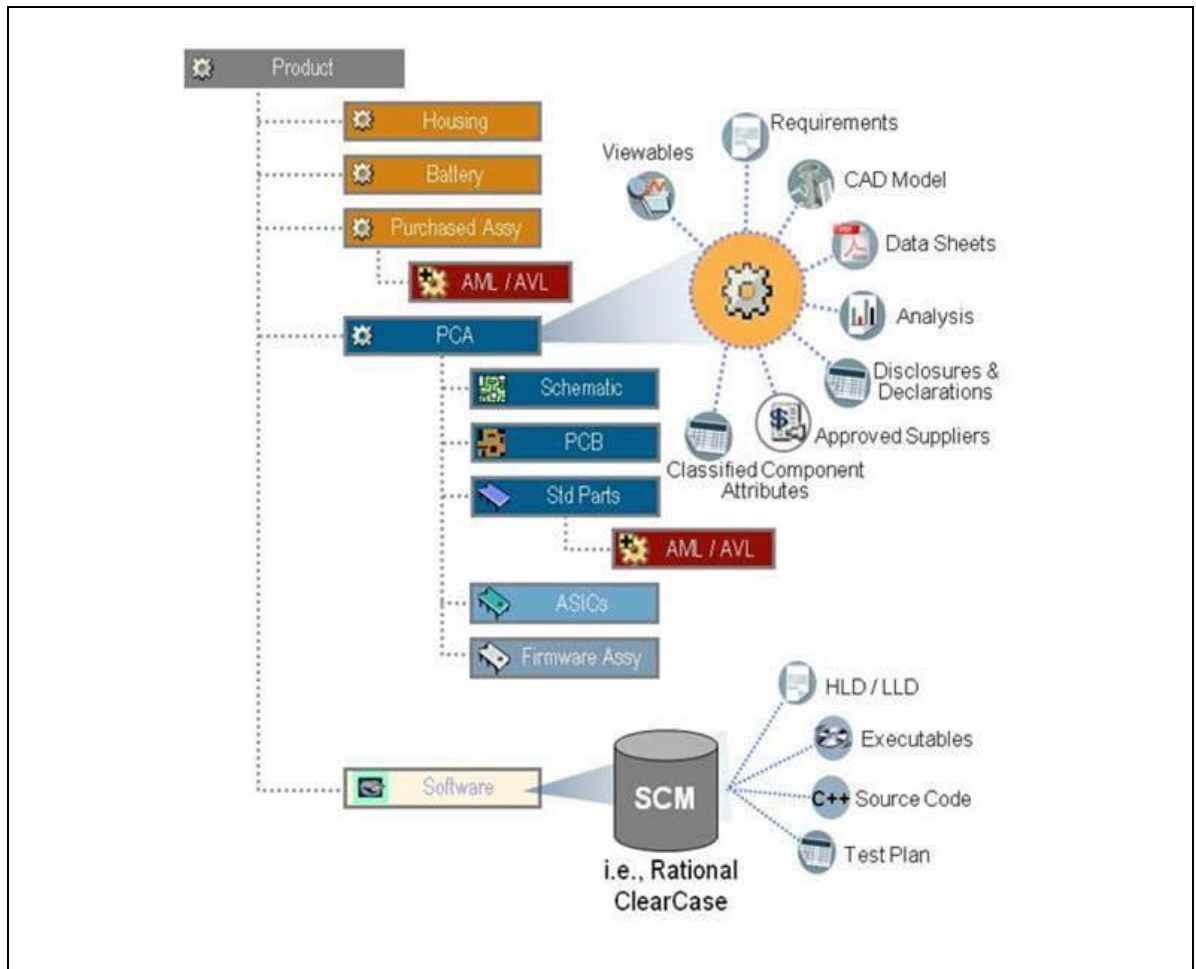 Product
Housing
Battery
Purchased Assy
AML / AVL
PCA
Schematic
PCB
Std Parts
AML / AVL
ASICs
Firmware Assy
Software
Viewables
Requirements
CAD Model
PDF
Data Sheets
Analysis
Disclosures &
Declarations
$
Approved Suppliers
Classified Component
Attributes
SCM
i.e., Rational
ClearCase
HLD / LLD
Executables
C++ Source Code
Test Plan